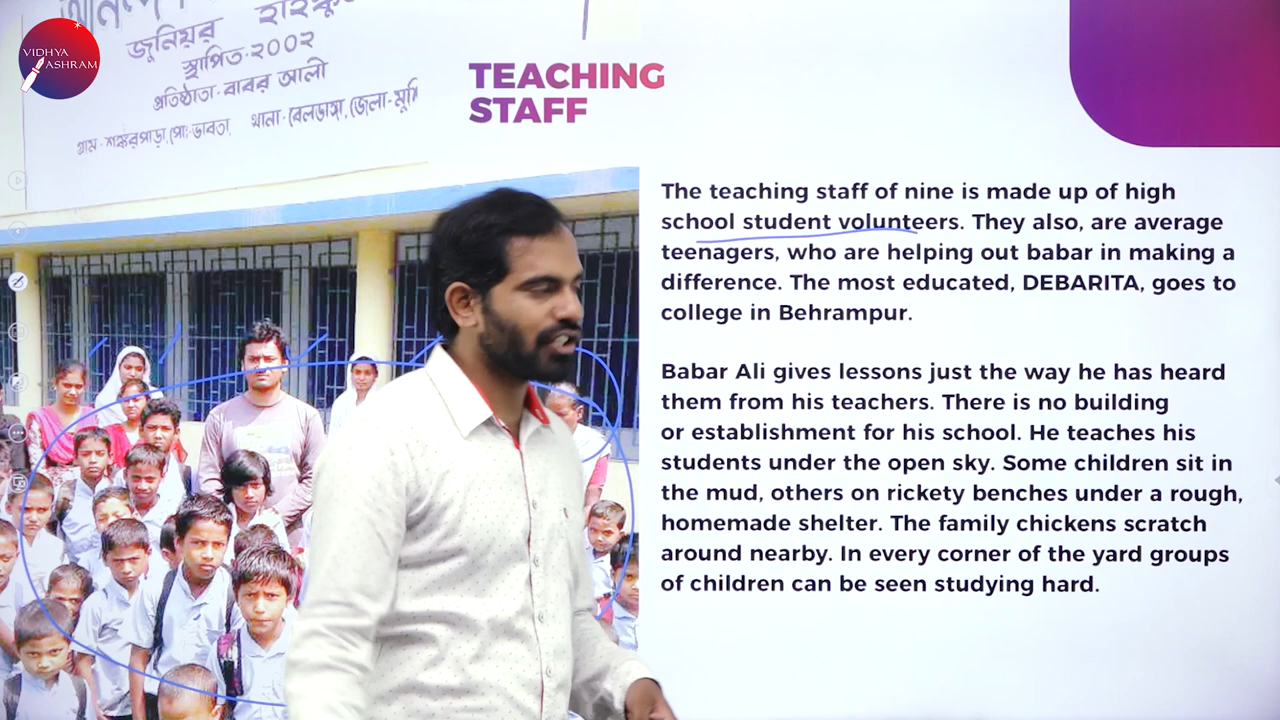 VIDHYA
ASHRAM
জুনিয়র হাইস্কুল
স্থাপিত-২০০২
প্রতিষ্ঠাতা-বাবর আলী
গ্রাম-শঙ্করপাড়া,পোঃ-ভাবতা, থানা-বেলডাঙ্গা,জেলা-মুর্শি
TEACHING
STAFF
The teaching staff of nine is made up of high
school student volunteers. They also, are average
teenagers, who are helping out babar in making a
difference. The most educated, DEBARITA, goes to
college in Behrampur.
Babar Ali gives lessons just the way he has heard
them from his teachers. There is no building
or establishment for his school. He teaches his
students under the open sky. Some children sit in
the mud, others on rickety benches under a rough,
homemade shelter. The family chickens scratch
around nearby. In every corner of the yard groups
of children can be seen studying hard.